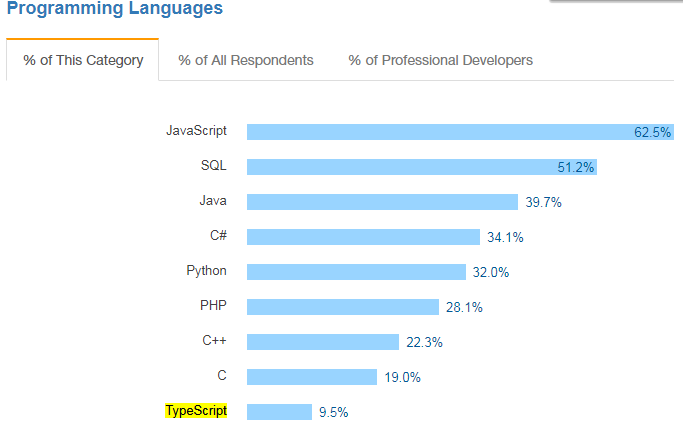 Programming Languages
% of This Category % of All Respondents % of Professional Developers
JavaScript 62.5%
SQL 51.2%
Java 39.7%
C# 34.1%
Python 32.0%
PHP 28.1%
C++ 22.3%
C 19.0%
TypeScript 9.5%